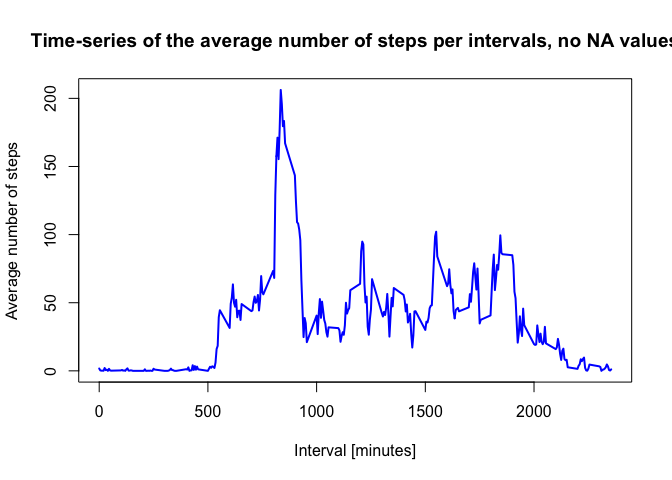 Time-series of the average number of steps per intervals, no NA values
Average number of steps
200
150
100
50
0
0 500 1000 1500 2000
Interval [minutes]